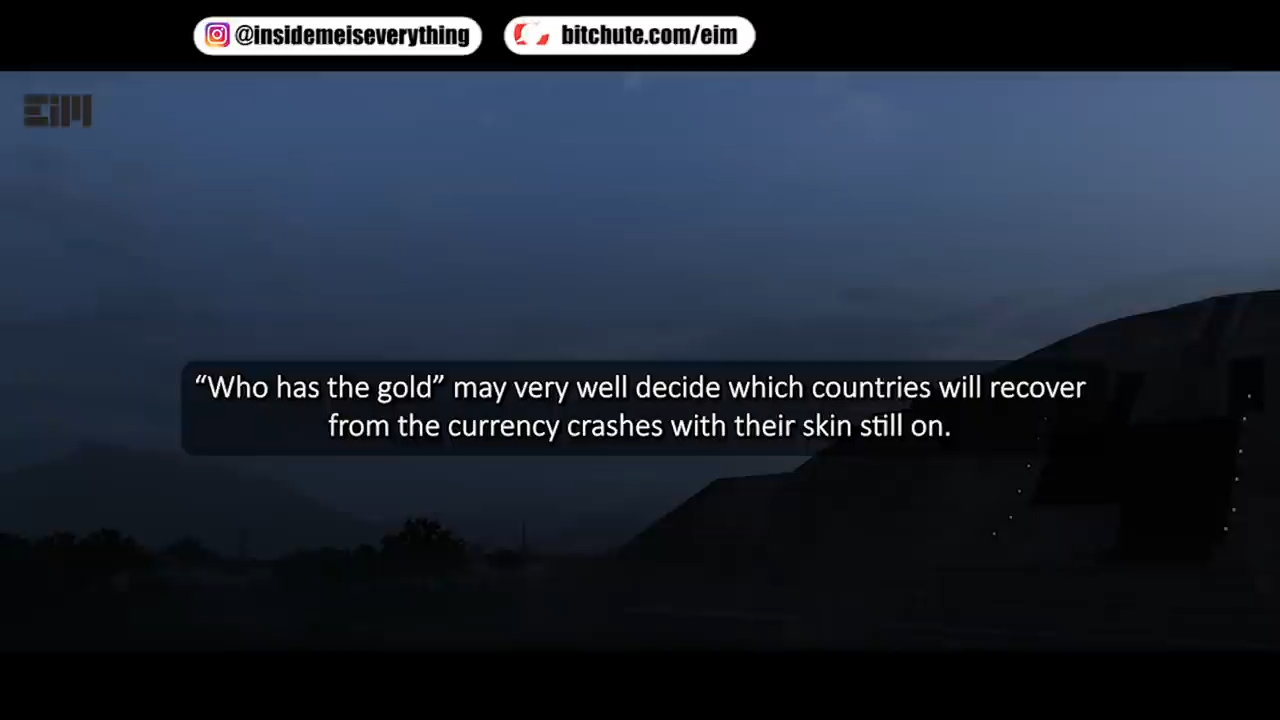 @insidemeiseverything
bitchute.com/eim
EiM
“Who has the gold” may very well decide which countries will recover
from the currency crashes with their skin still on.